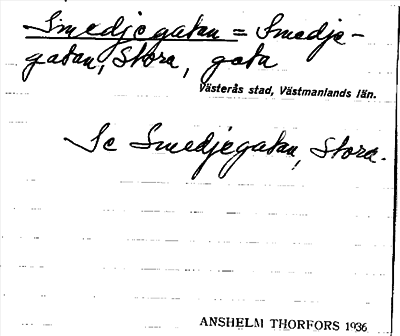 Smedjegatan = Smedje-
gatan, Stora, gata
Västerås stad, Västmanlands län.
Se Smedjegatan, Stora.
ANSHELM THORFORS 1936